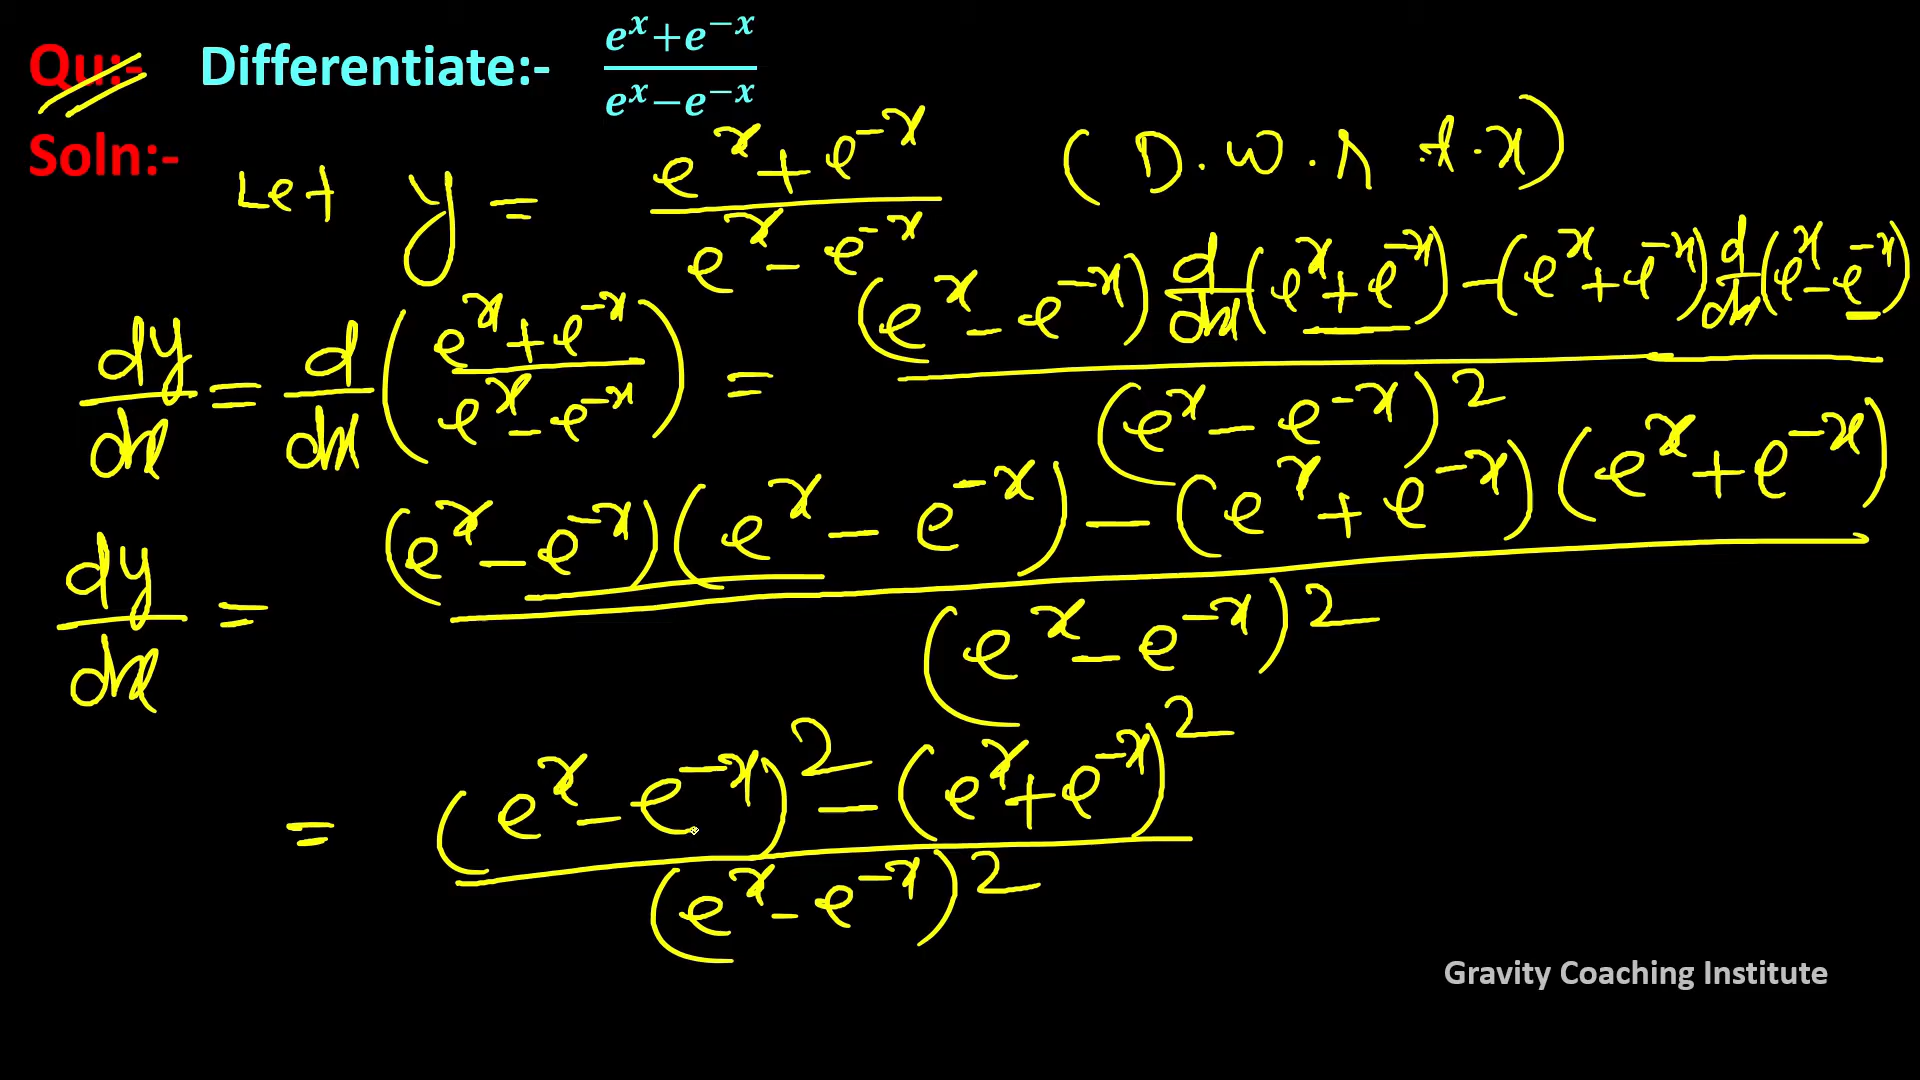 Qu:- Differentiate:- (e^x+e^−x)/(e^x−e^−x)
Soln:-
Let y = (e^x + e^-x)/(e^x - e^-x) (D.w.r.t.x)
dy/dx = d/dx((e^x + e^-x)/(e^x - e^-x)) = ((e^x - e^-x) d/dx(e^x + e^-x) - (e^x + e^-x) d/dx(e^x - e^-x))/(e^x - e^-x)^2
dy/dx = ((e^x - e^-x)(e^x - e^-x) - (e^x + e^-x)(e^x + e^-x))/(e^x - e^-x)^2
= ((e^x - e^-x)^2 - (e^x + e^-x)^2)/(e^x - e^-x)^2
Gravity Coaching Institute